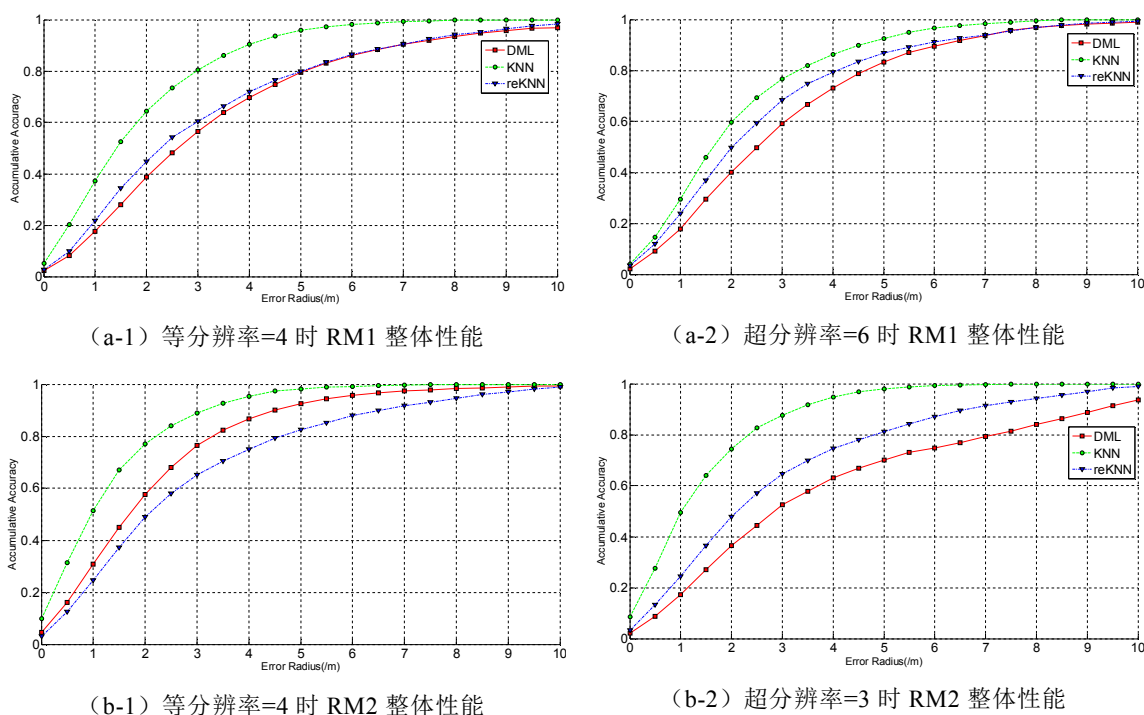 1
0.8
0.6
0.4
0.2
0
Accumulative Accuracy
DML
KNN
reKNN
0 1 2 3 4 5 6 7 8 9 10
Error Radius(/m)
(a-1)等分辨率=4 时 RM1 整体性能
1
0.8
0.6
0.4
0.2
0
Accumulative Accuracy
DML
KNN
reKNN
0 1 2 3 4 5 6 7 8 9 10
Error Radius(/m)
(a-2)超分辨率=6 时 RM1 整体性能
1
0.8
0.6
0.4
0.2
0
Accumulative Accuracy
0 1 2 3 4 5 6 7 8 9 10
Error Radius(/m)
(b-1)等分辨率=4 时 RM2 整体性能
1
0.8
0.6
0.4
0.2
0
Accumulative Accuracy
DML
KNN
reKNN
0 1 2 3 4 5 6 7 8 9 10
Error Radius(/m)
(b-2)超分辨率=3 时 RM2 整体性能